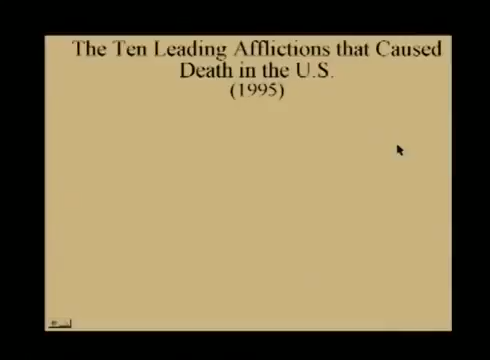 The Ten Leading Afflictions that Caused
Death in the U.S.
(1995)